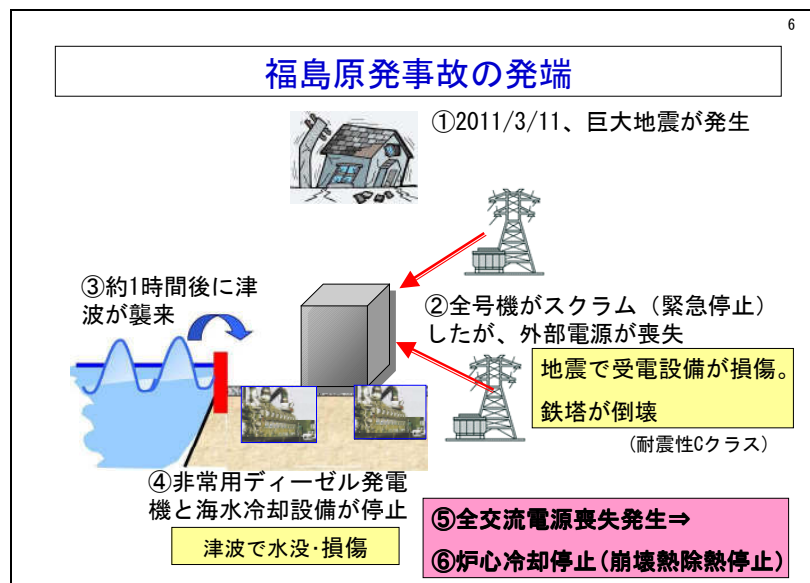 6
福島原発事故の発端
①2011/3/11、巨大地震が発生
③約1時間後に津
波が襲来
②全号機がスクラム（緊急停止）
したが、外部電源が喪失
地震で受電設備が損傷。
鉄塔が倒壊
(耐震性Cクラス)
④非常用ディーゼル発電
機と海水冷却設備が停止
津波で水没･損傷
⑤全交流電源喪失発生⇒
⑥炉心冷却停止(崩壊熱除熱停止)